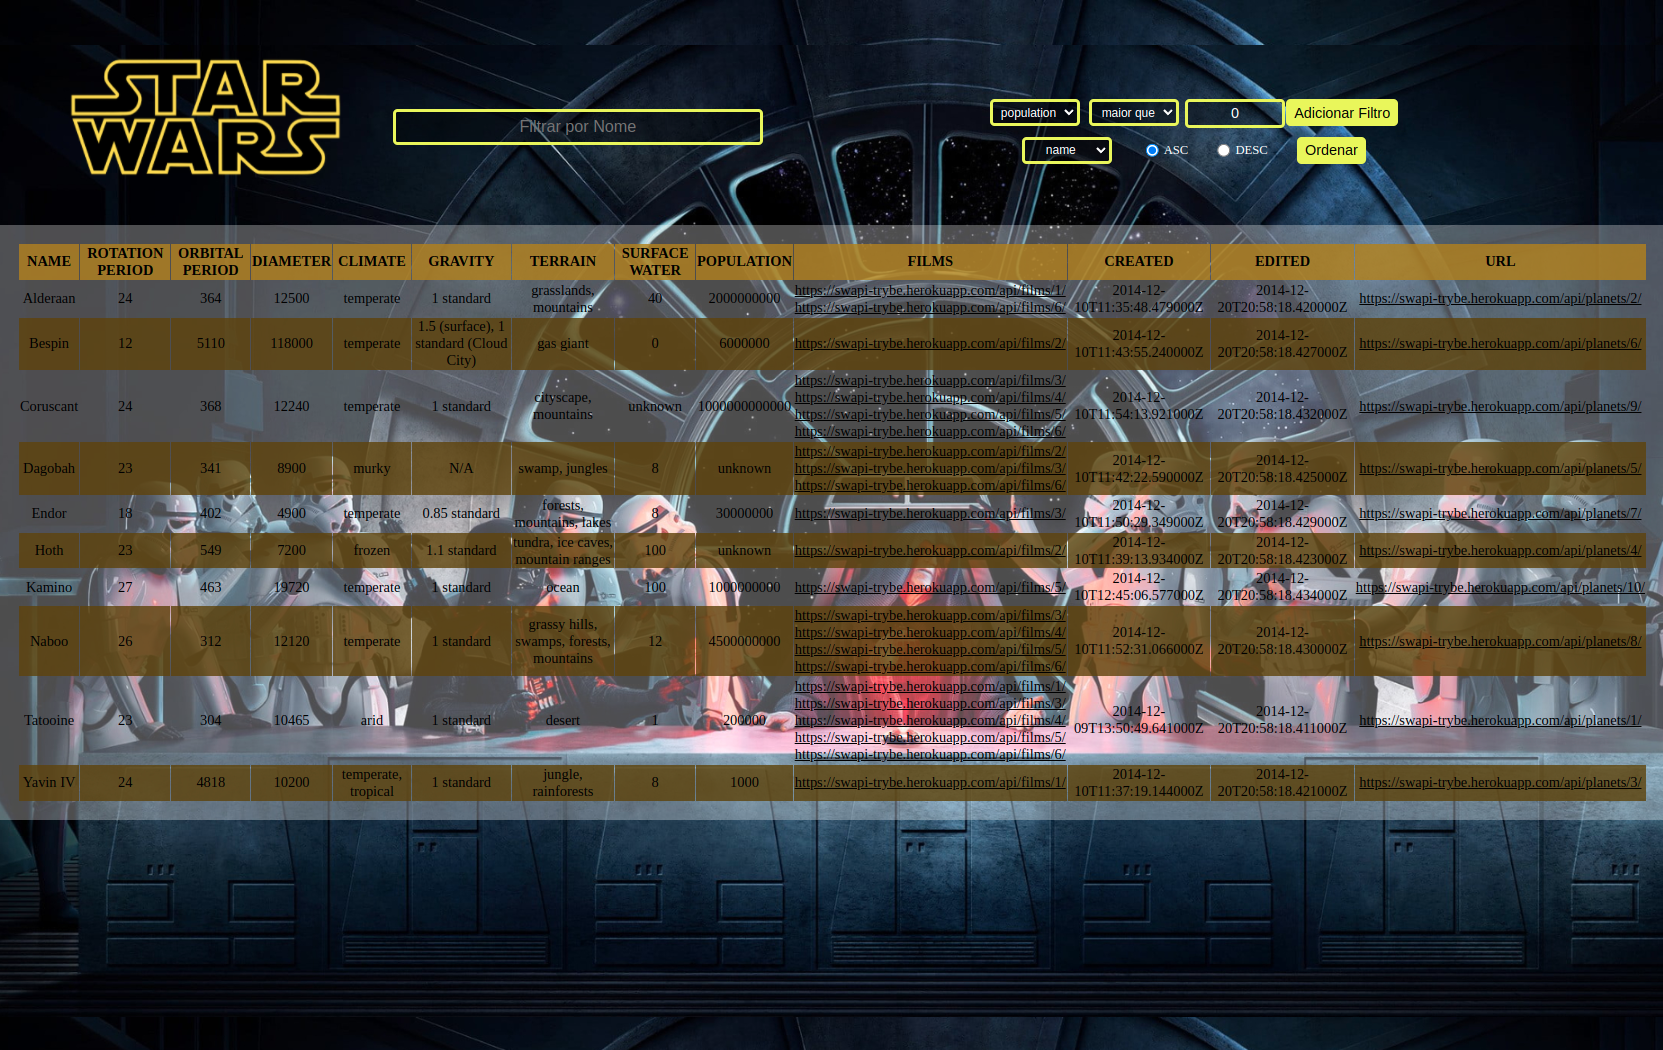 STAR
WARS
Filtrar por Nome
population maior que 0 Adicionar Filtro
name ASC DESC Ordenar
NAME ROTATION PERIOD ORBITAL PERIOD DIAMETER CLIMATE GRAVITY TERRAIN SURFACE WATER POPULATION FILMS CREATED EDITED URL
Alderaan 24 364 12500 temperate 1 standard grasslands, mountains 40 2000000000 https://swapi-trybe.herokuapp.com/api/films/1/ https://swapi-trybe.herokuapp.com/api/films/6/ 2014-12-10T11:35:48.479000Z 2014-12-20T20:58:18.420000Z https://swapi-trybe.herokuapp.com/api/planets/2/
Bespin 12 5110 118000 temperate 1.5 (surface), 1 standard (Cloud City) gas giant 0 6000000 https://swapi-trybe.herokuapp.com/api/films/2/ 2014-12-10T11:43:55.240000Z 2014-12-20T20:58:18.427000Z https://swapi-trybe.herokuapp.com/api/planets/6/
Coruscant 24 368 12240 temperate 1 standard cityscape, mountains unknown 1000000000000 https://swapi-trybe.herokuapp.com/api/films/3/ https://swapi-trybe.herokuapp.com/api/films/4/ https://swapi-trybe.herokuapp.com/api/films/5/ https://swapi-trybe.herokuapp.com/api/films/6/ 2014-12-10T11:54:13.921000Z 2014-12-20T20:58:18.432000Z https://swapi-trybe.herokuapp.com/api/planets/9/
Dagobah 23 341 8900 murky N/A swamp, jungles 8 unknown https://swapi-trybe.herokuapp.com/api/films/2/ https://swapi-trybe.herokuapp.com/api/films/3/ https://swapi-trybe.herokuapp.com/api/films/6/ 2014-12-10T11:42:22.590000Z 2014-12-20T20:58:18.425000Z https://swapi-trybe.herokuapp.com/api/planets/5/
Endor 18 402 4900 temperate 0.85 standard forests, mountains, lakes 8 30000000 https://swapi-trybe.herokuapp.com/api/films/3/ 2014-12-10T11:50:29.349000Z 2014-12-20T20:58:18.429000Z https://swapi-trybe.herokuapp.com/api/planets/7/
Hoth 23 549 7200 frozen 1.1 standard tundra, ice caves, mountain ranges 100 unknown https://swapi-trybe.herokuapp.com/api/films/2/ 2014-12-10T11:39:13.934000Z 2014-12-20T20:58:18.423000Z https://swapi-trybe.herokuapp.com/api/planets/4/
Kamino 27 463 19720 temperate 1 standard ocean 100 1000000000 https://swapi-trybe.herokuapp.com/api/films/5/ 2014-12-10T12:45:06.577000Z 2014-12-20T20:58:18.434000Z https://swapi-trybe.herokuapp.com/api/planets/10/
Naboo 26 312 12120 temperate 1 standard grassy hills, swamps, forests, mountains 12 4500000000 https://swapi-trybe.herokuapp.com/api/films/3/ https://swapi-trybe.herokuapp.com/api/films/4/ https://swapi-trybe.herokuapp.com/api/films/5/ https://swapi-trybe.herokuapp.com/api/films/6/ 2014-12-10T11:52:31.066000Z 2014-12-20T20:58:18.430000Z https://swapi-trybe.herokuapp.com/api/planets/8/
Tatooine 23 304 10465 arid 1 standard desert 1 200000 https://swapi-trybe.herokuapp.com/api/films/1/ https://swapi-trybe.herokuapp.com/api/films/3/ https://swapi-trybe.herokuapp.com/api/films/4/ https://swapi-trybe.herokuapp.com/api/films/5/ https://swapi-trybe.herokuapp.com/api/films/6/ 2014-12-09T13:50:49.641000Z 2014-12-20T20:58:18.411000Z https://swapi-trybe.herokuapp.com/api/planets/1/
Yavin IV 24 4818 10200 temperate, tropical 1 standard jungle, rainforests 8 1000 https://swapi-trybe.herokuapp.com/api/films/1/ 2014-12-10T11:37:19.144000Z 2014-12-20T20:58:18.421000Z https://swapi-trybe.herokuapp.com/api/planets/3/